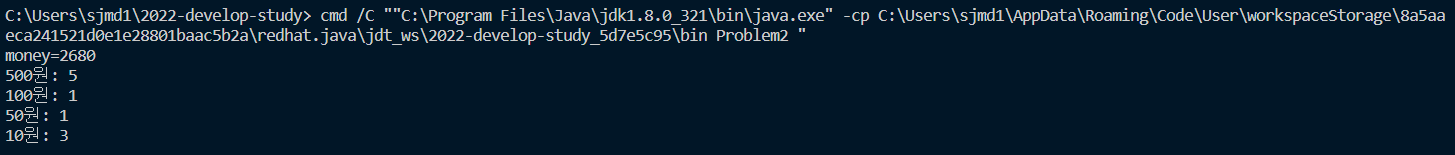 C:\Users\sjmd1\2022-develop-study> cmd /C ""C:\Program Files\Java\jdk1.8.0_321\bin\java.exe" -cp C:\Users\sjmd1\AppData\Roaming\Code\User\workspaceStorage\8a5aa
eca241521d0e1e28801baac5b2a\redhat.java\jdt_ws\2022-develop-study_5d7e5c95\bin Problem2 "
money=2680
500원: 5
100원: 1
50원: 1
10원: 3